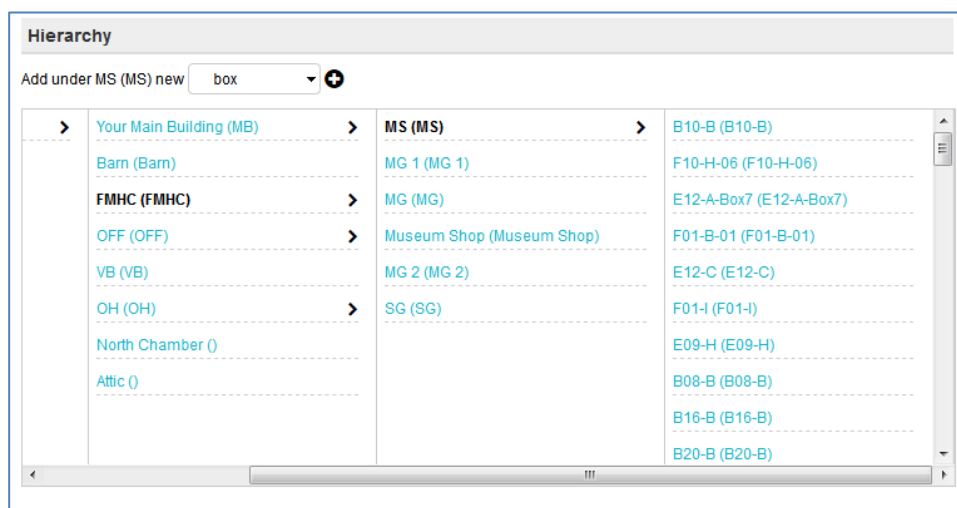 Hierarchy
Add under MS (MS) new box
Your Main Building (MB)
Barn (Barn)
FMHC (FMHC)
OFF (OFF)
VB (VB)
OH (OH)
North Chamber ()
Attic ()
MS (MS)
MG 1 (MG 1)
MG (MG)
Museum Shop (Museum Shop)
MG 2 (MG 2)
SG (SG)
B10-B (B10-B)
F10-H-06 (F10-H-06)
E12-A-Box7 (E12-A-Box7)
F01-B-01 (F01-B-01)
E12-C (E12-C)
F01-I (F01-I)
E09-H (E09-H)
B08-B (B08-B)
B16-B (B16-B)
B20-B (B20-B)